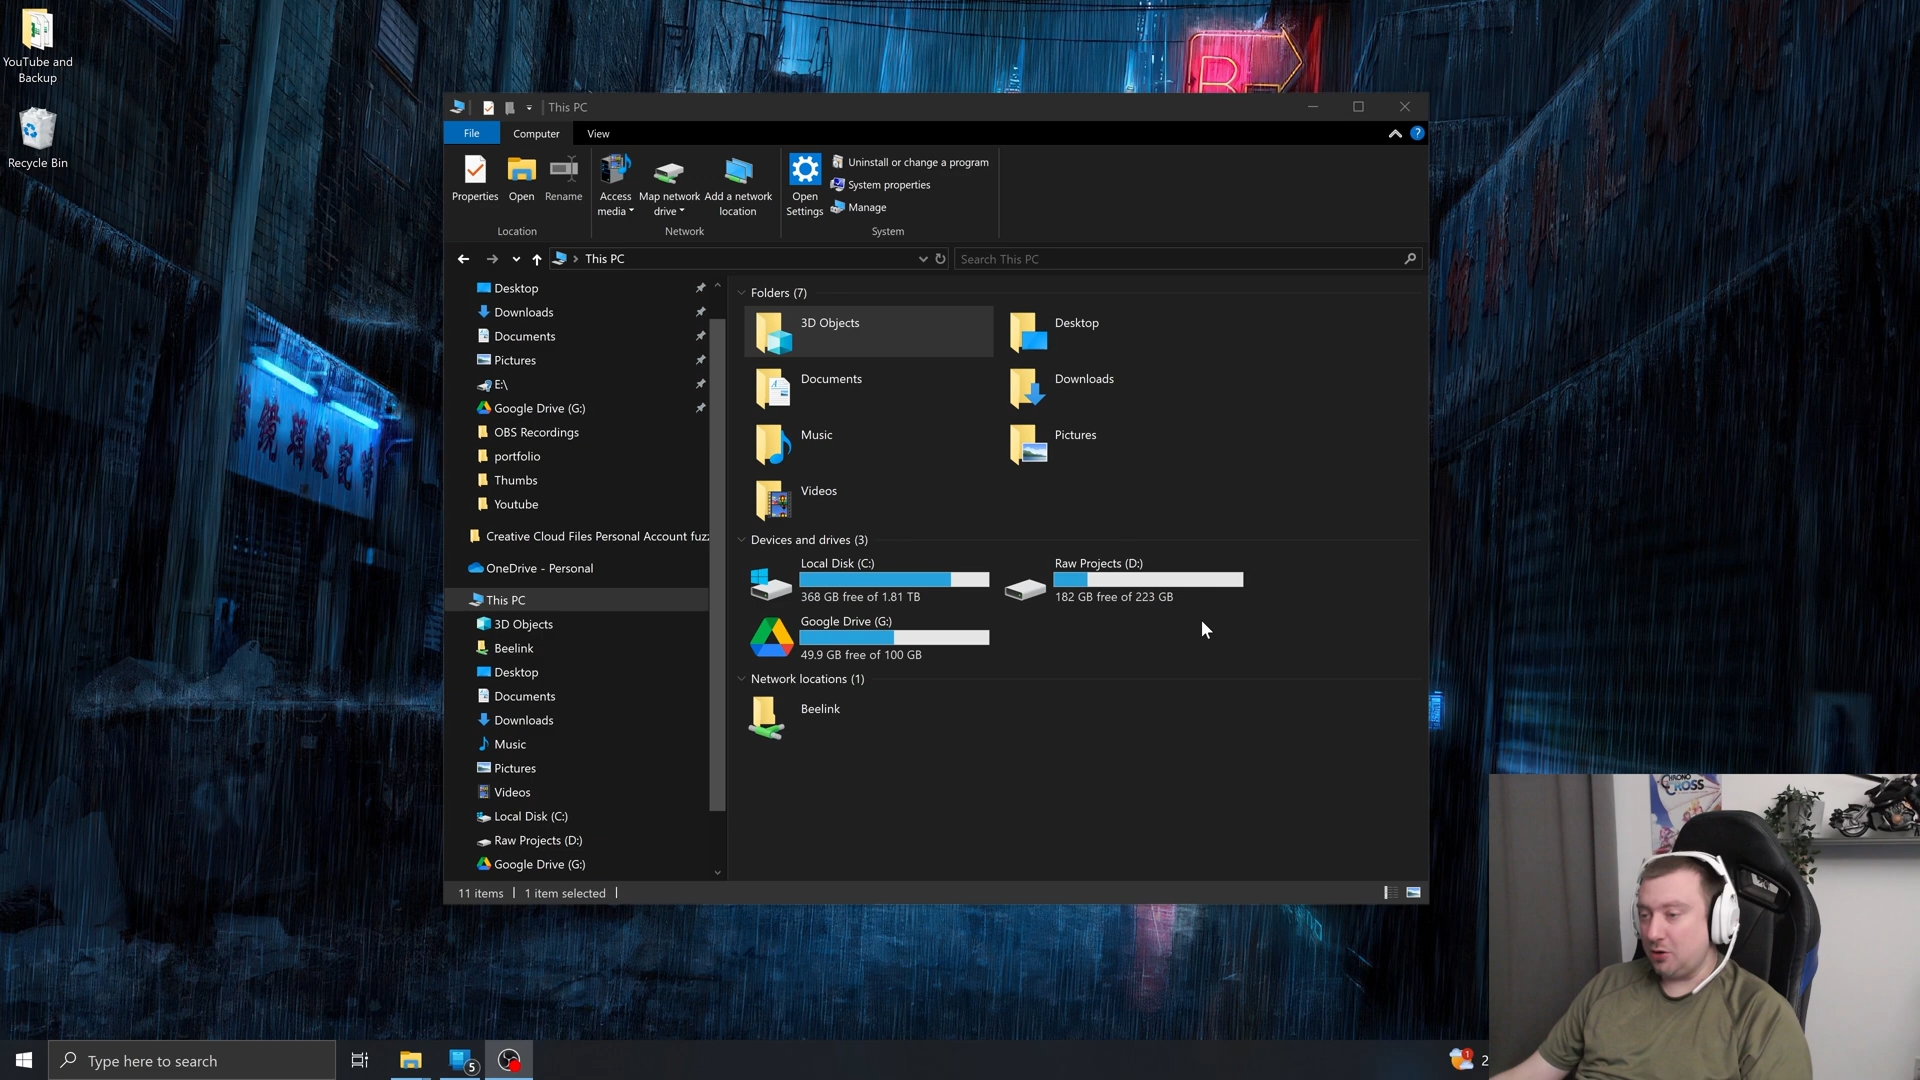 YouTube and
Backup
Recycle Bin
This PC
File
Computer
View
Properties
Open
Rename
Access
media
Map network
drive
Add a network
location
Open
Settings
Uninstall or change a program
System properties
Manage
Location
Network
System
This PC
Search This PC
Desktop
Downloads
Documents
Pictures
E:\
Google Drive (G:)
OBS Recordings
portfolio
Thumbs
Youtube
Creative Cloud Files Personal Account fuz
OneDrive - Personal
This PC
3D Objects
Beelink
Desktop
Documents
Downloads
Music
Pictures
Videos
Local Disk (C:)
Raw Projects (D:)
Google Drive (G:)
Folders (7)
3D Objects
Desktop
Documents
Downloads
Music
Pictures
Videos
Devices and drives (3)
Local Disk (C:)
368 GB free of 1.81 TB
Raw Projects (D:)
182 GB free of 223 GB
Google Drive (G:)
49.9 GB free of 100 GB
Network locations (1)
Beelink
11 items
1 item selected
CHRONO
CROSS
Type here to search
5
1
2